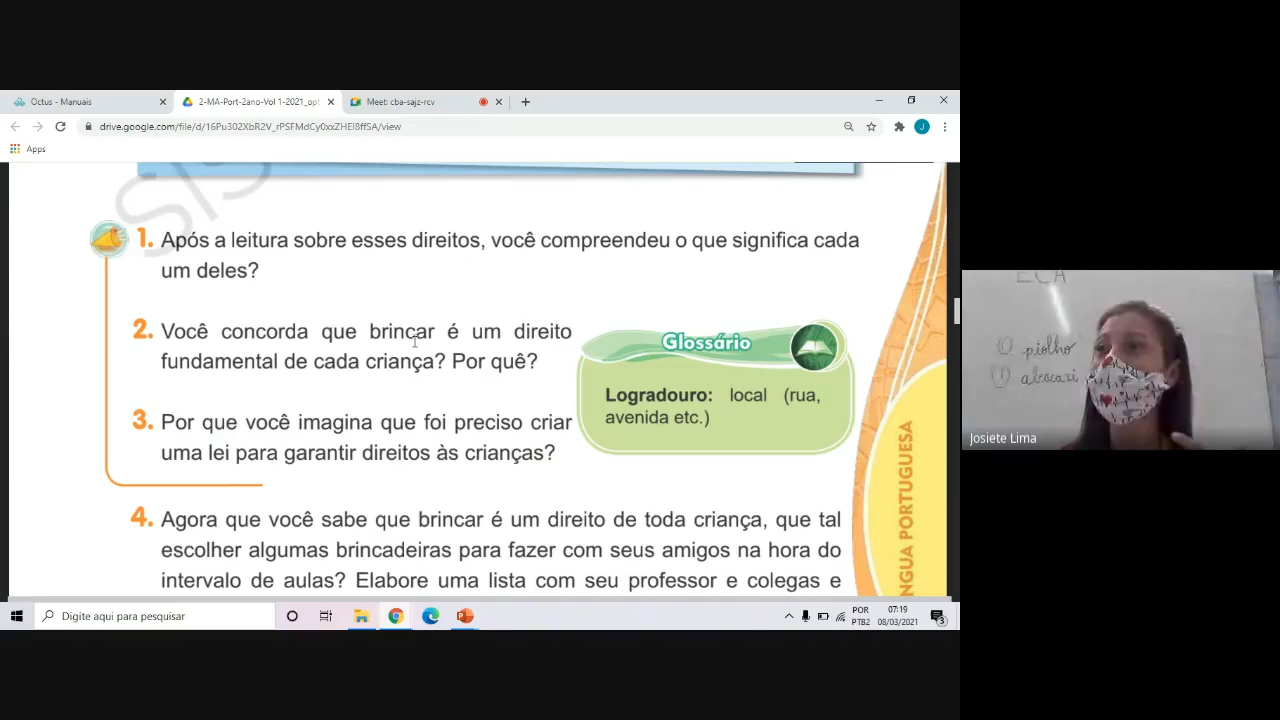 Octus - Manuais
2-MA-Port-2ano-Vol 1-2021_opt
Meet: cba-sajz-rcv
Apps
SIS
1. Após a leitura sobre esses direitos, você compreendeu o que significa cada
um deles?
2. Você concorda que brincar é um direito
fundamental de cada criança? Por quê?
Glossário
Logradouro: local (rua,
avenida etc.)
3. Por que você imagina que foi preciso criar
uma lei para garantir direitos às crianças?
4. Agora que você sabe que brincar é um direito de toda criança, que tal
escolher algumas brincadeiras para fazer com seus amigos na hora do
intervalo de aulas? Elabore uma lista com seu professor e colegas e
NGUA PORTUGUESA
ECA
piolho
abacaxi
Josiete Lima
Digite aqui para pesquisar
POR
PTB2
07:19
08/03/2021
3